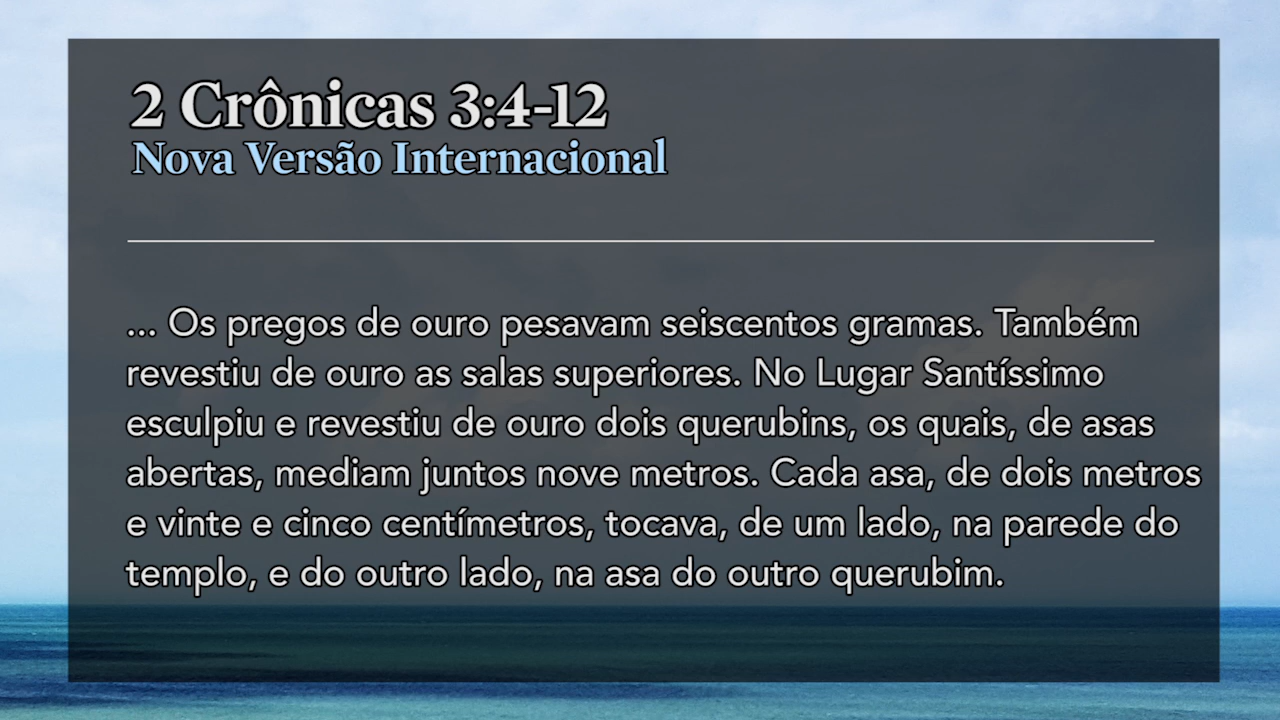 2 Crônicas 3:4-12
Nova Versão Internacional
... Os pregos de ouro pesavam seiscentos gramas. Também
revestiu de ouro as salas superiores. No Lugar Santíssimo
esculpiu e revestiu de ouro dois querubins, os quais, de asas
abertas, mediam juntos nove metros. Cada asa, de dois metros
e vinte e cinco centímetros, tocava, de um lado, na parede do
templo, e do outro lado, na asa do outro querubim.